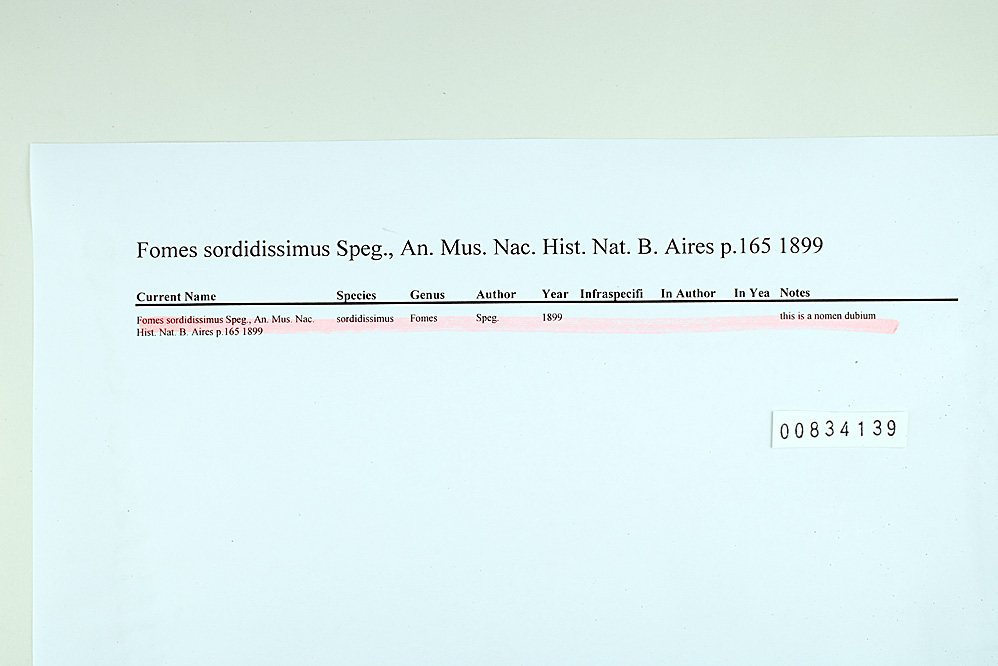 Fomes sordidissimus Speg., An. Mus. Nac. Hist. Nat. B. Aires p.165 1899
Current Name Species Genus Author Year Infraspecifi In Author In Yea Notes
Fomes sordidissimus Speg., An. Mus. Nac. sordidissimus Fomes Speg. 1899 this is a nomen dubium
Hist. Nat. B. Aires p.165 1899
00834139